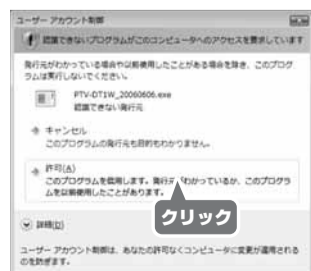 ユーザー アカウント制御
認識できないプログラムがこのコンピュータへのアクセスを要求しています
発行元がわかっている場合や以前使用したことがある場合を除き、このプログ
ラムは実行しないでください。
PTV-DT1W_20060606.exe
認識できない発行元
キャンセル
このプログラムの発行元も目的もわかりません。
許可(A)
このプログラムを信用します。発行元がわかっているか、このプログラ
ムを以前使用したことがあります。
クリック
詳細(D)
ユーザー アカウント制御は、あなたの許可なくコンピュータに変更が適用される
のを防ぎます。